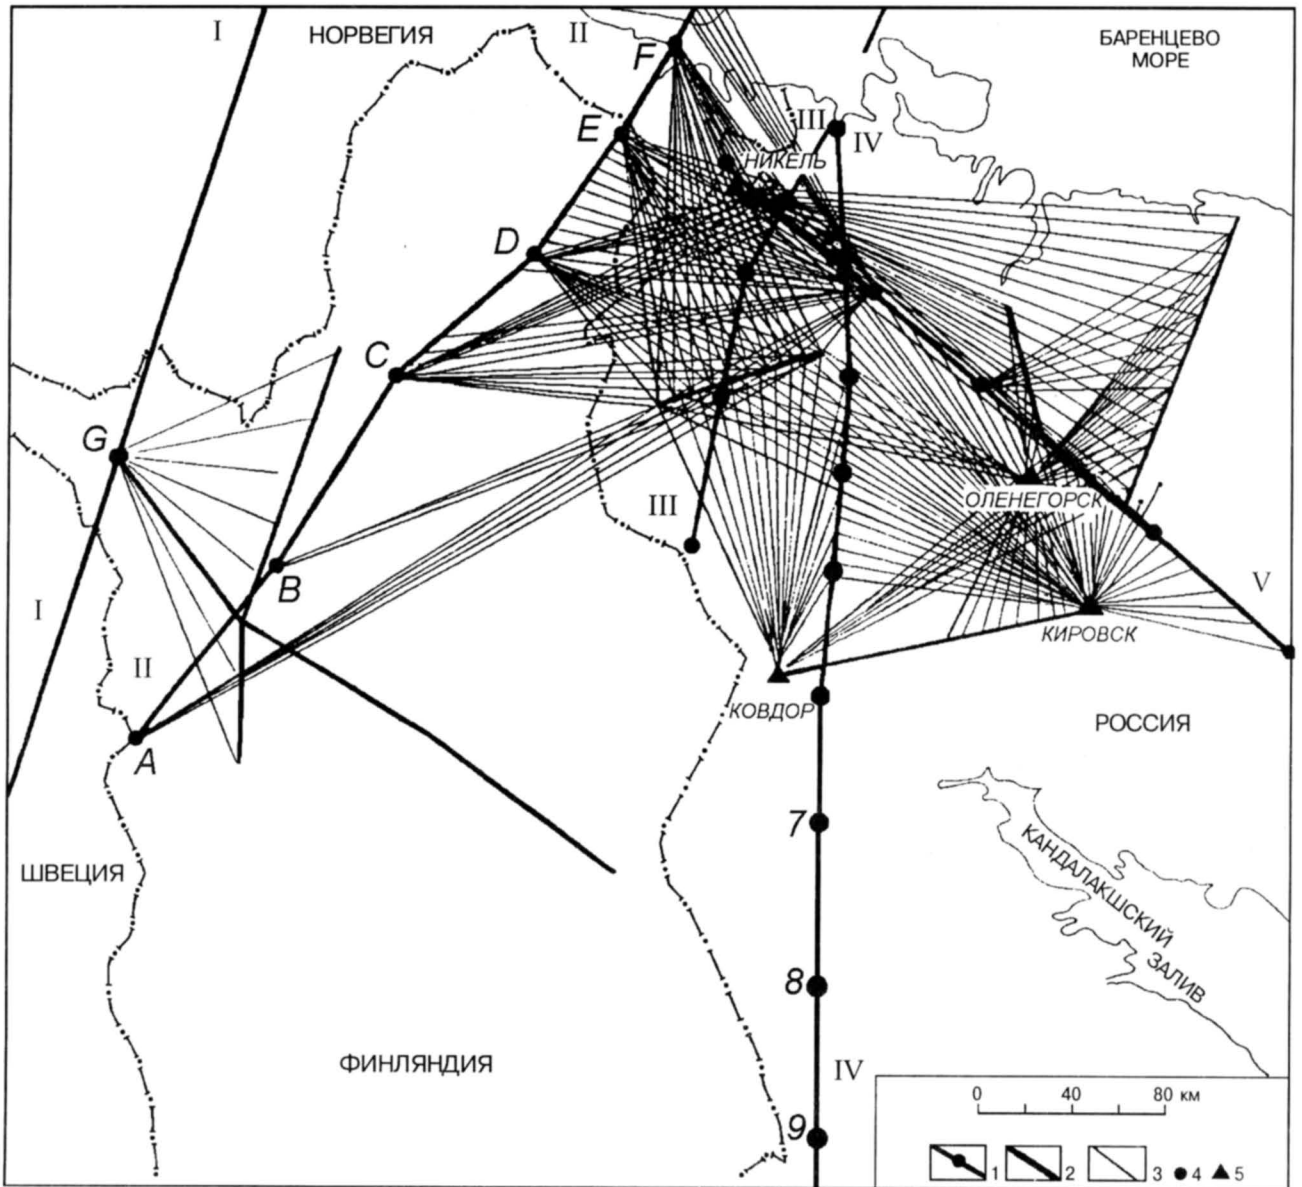 I
НОРВЕГИЯ
II
F
БАРЕНЦЕВО
МОРЕ
E
III
IV
НИКЕЛЬ
D
C
G
III
ОЛЕНЕГОРСК
B
I
V
КИРОВСК
II
A
КОВДОР
РОССИЯ
7
ШВЕЦИЯ
КАНДАЛАКШСКИЙ
ЗАЛИВ
8
ФИНЛЯНДИЯ
IV
0 40 80 км
9
1 2 3 4 5